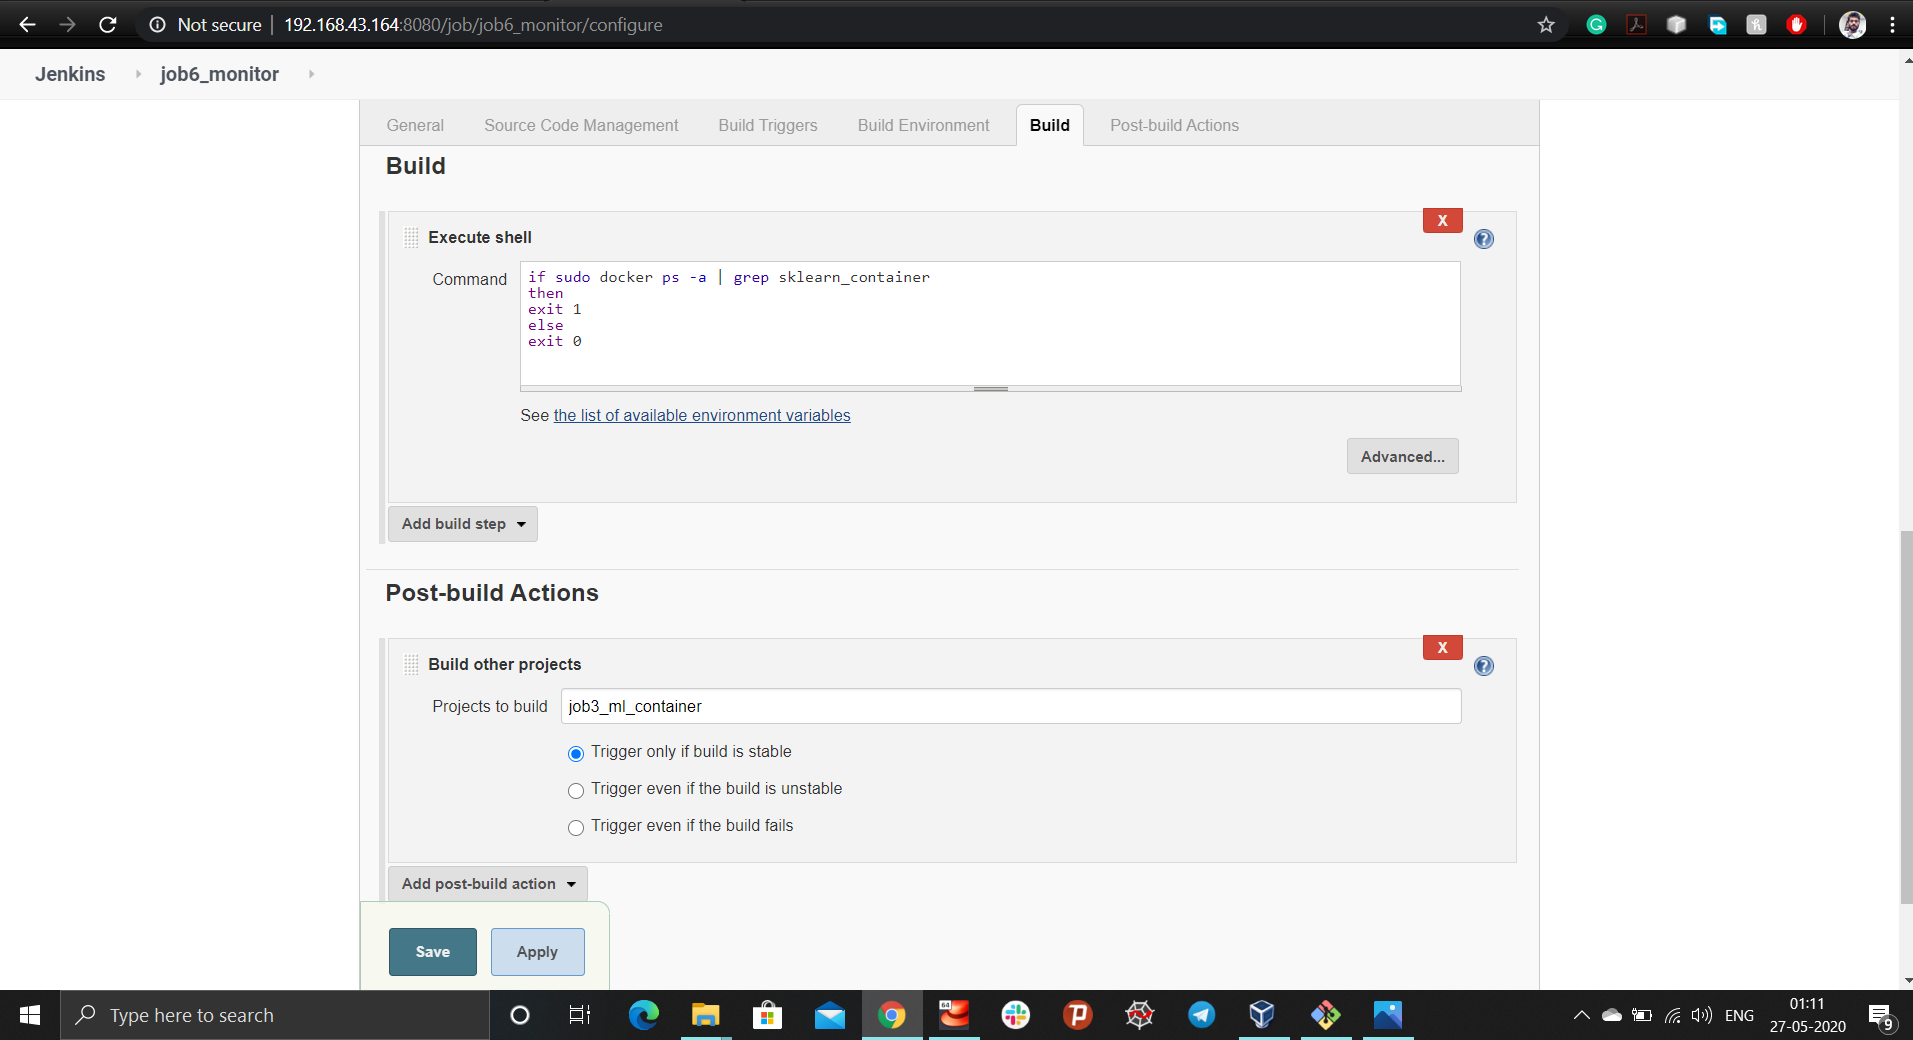 Not secure 192.168.43.164:8080/job/job6_monitor/configure
Jenkins job6_monitor
General Source Code Management Build Triggers Build Environment Build Post-build Actions
Build
X
Execute shell
Command
if sudo docker ps -a | grep sklearn_container
then
exit 1
else
exit 0
See the list of available environment variables
Advanced...
Add build step
Post-build Actions
X
Build other projects
Projects to build job3_ml_container
Trigger only if build is stable
Trigger even if the build is unstable
Trigger even if the build fails
Add post-build action
Save Apply
Type here to search
64
ENG
01:11
27-05-2020
9